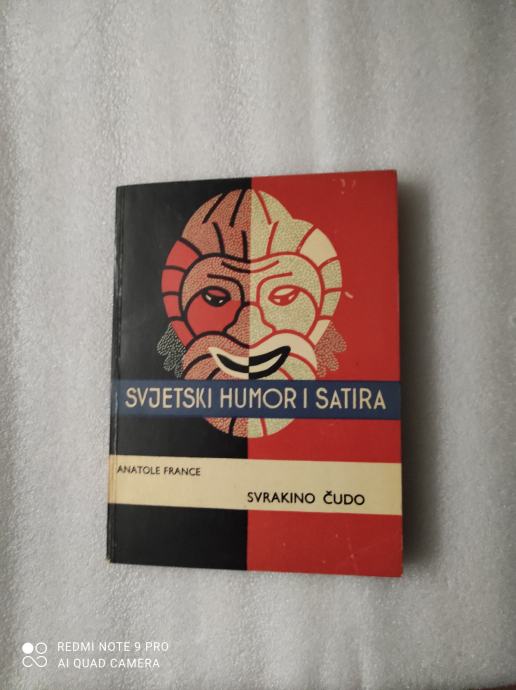 SVJETSKI HUMOR I SATIRA
ANATOLE FRANCE
SVRAKINO ČUDO
REDMI NOTE 9 PRO
AI QUAD CAMERA